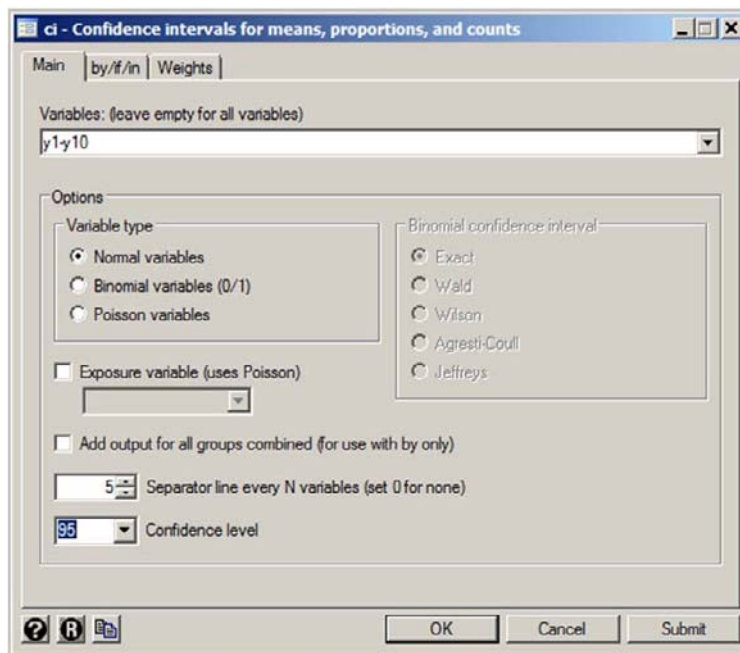 ci - Confidence intervals for means, proportions, and counts
Main by/if/in Weights
Variables: (leave empty for all variables)
y1-y10
Options
Variable type
Normal variables
Binomial variables (0/1)
Poisson variables
Binomial confidence interval
Exact
Wald
Wilson
Agresti-Coull
Jeffreys
Exposure variable (uses Poisson)
Add output for all groups combined (for use with by only)
5 Separator line every N variables (set 0 for none)
95 Confidence level
? R OK Cancel Submit